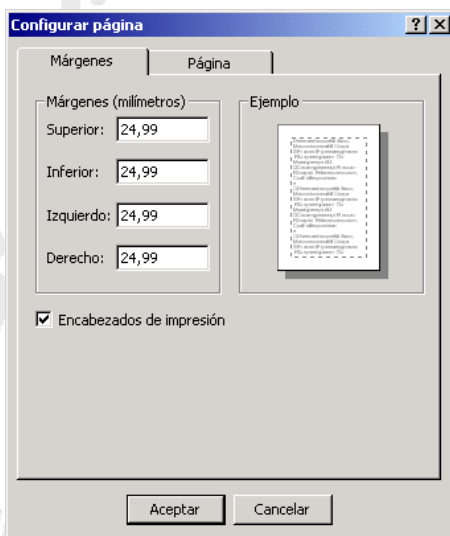 Configurar página
Márgenes Página
Márgenes (milímetros) Ejemplo
Superior: 24,99
Inferior: 24,99
Izquierdo: 24,99
Derecho: 24,99
Encabezados de impresión
Aceptar Cancelar